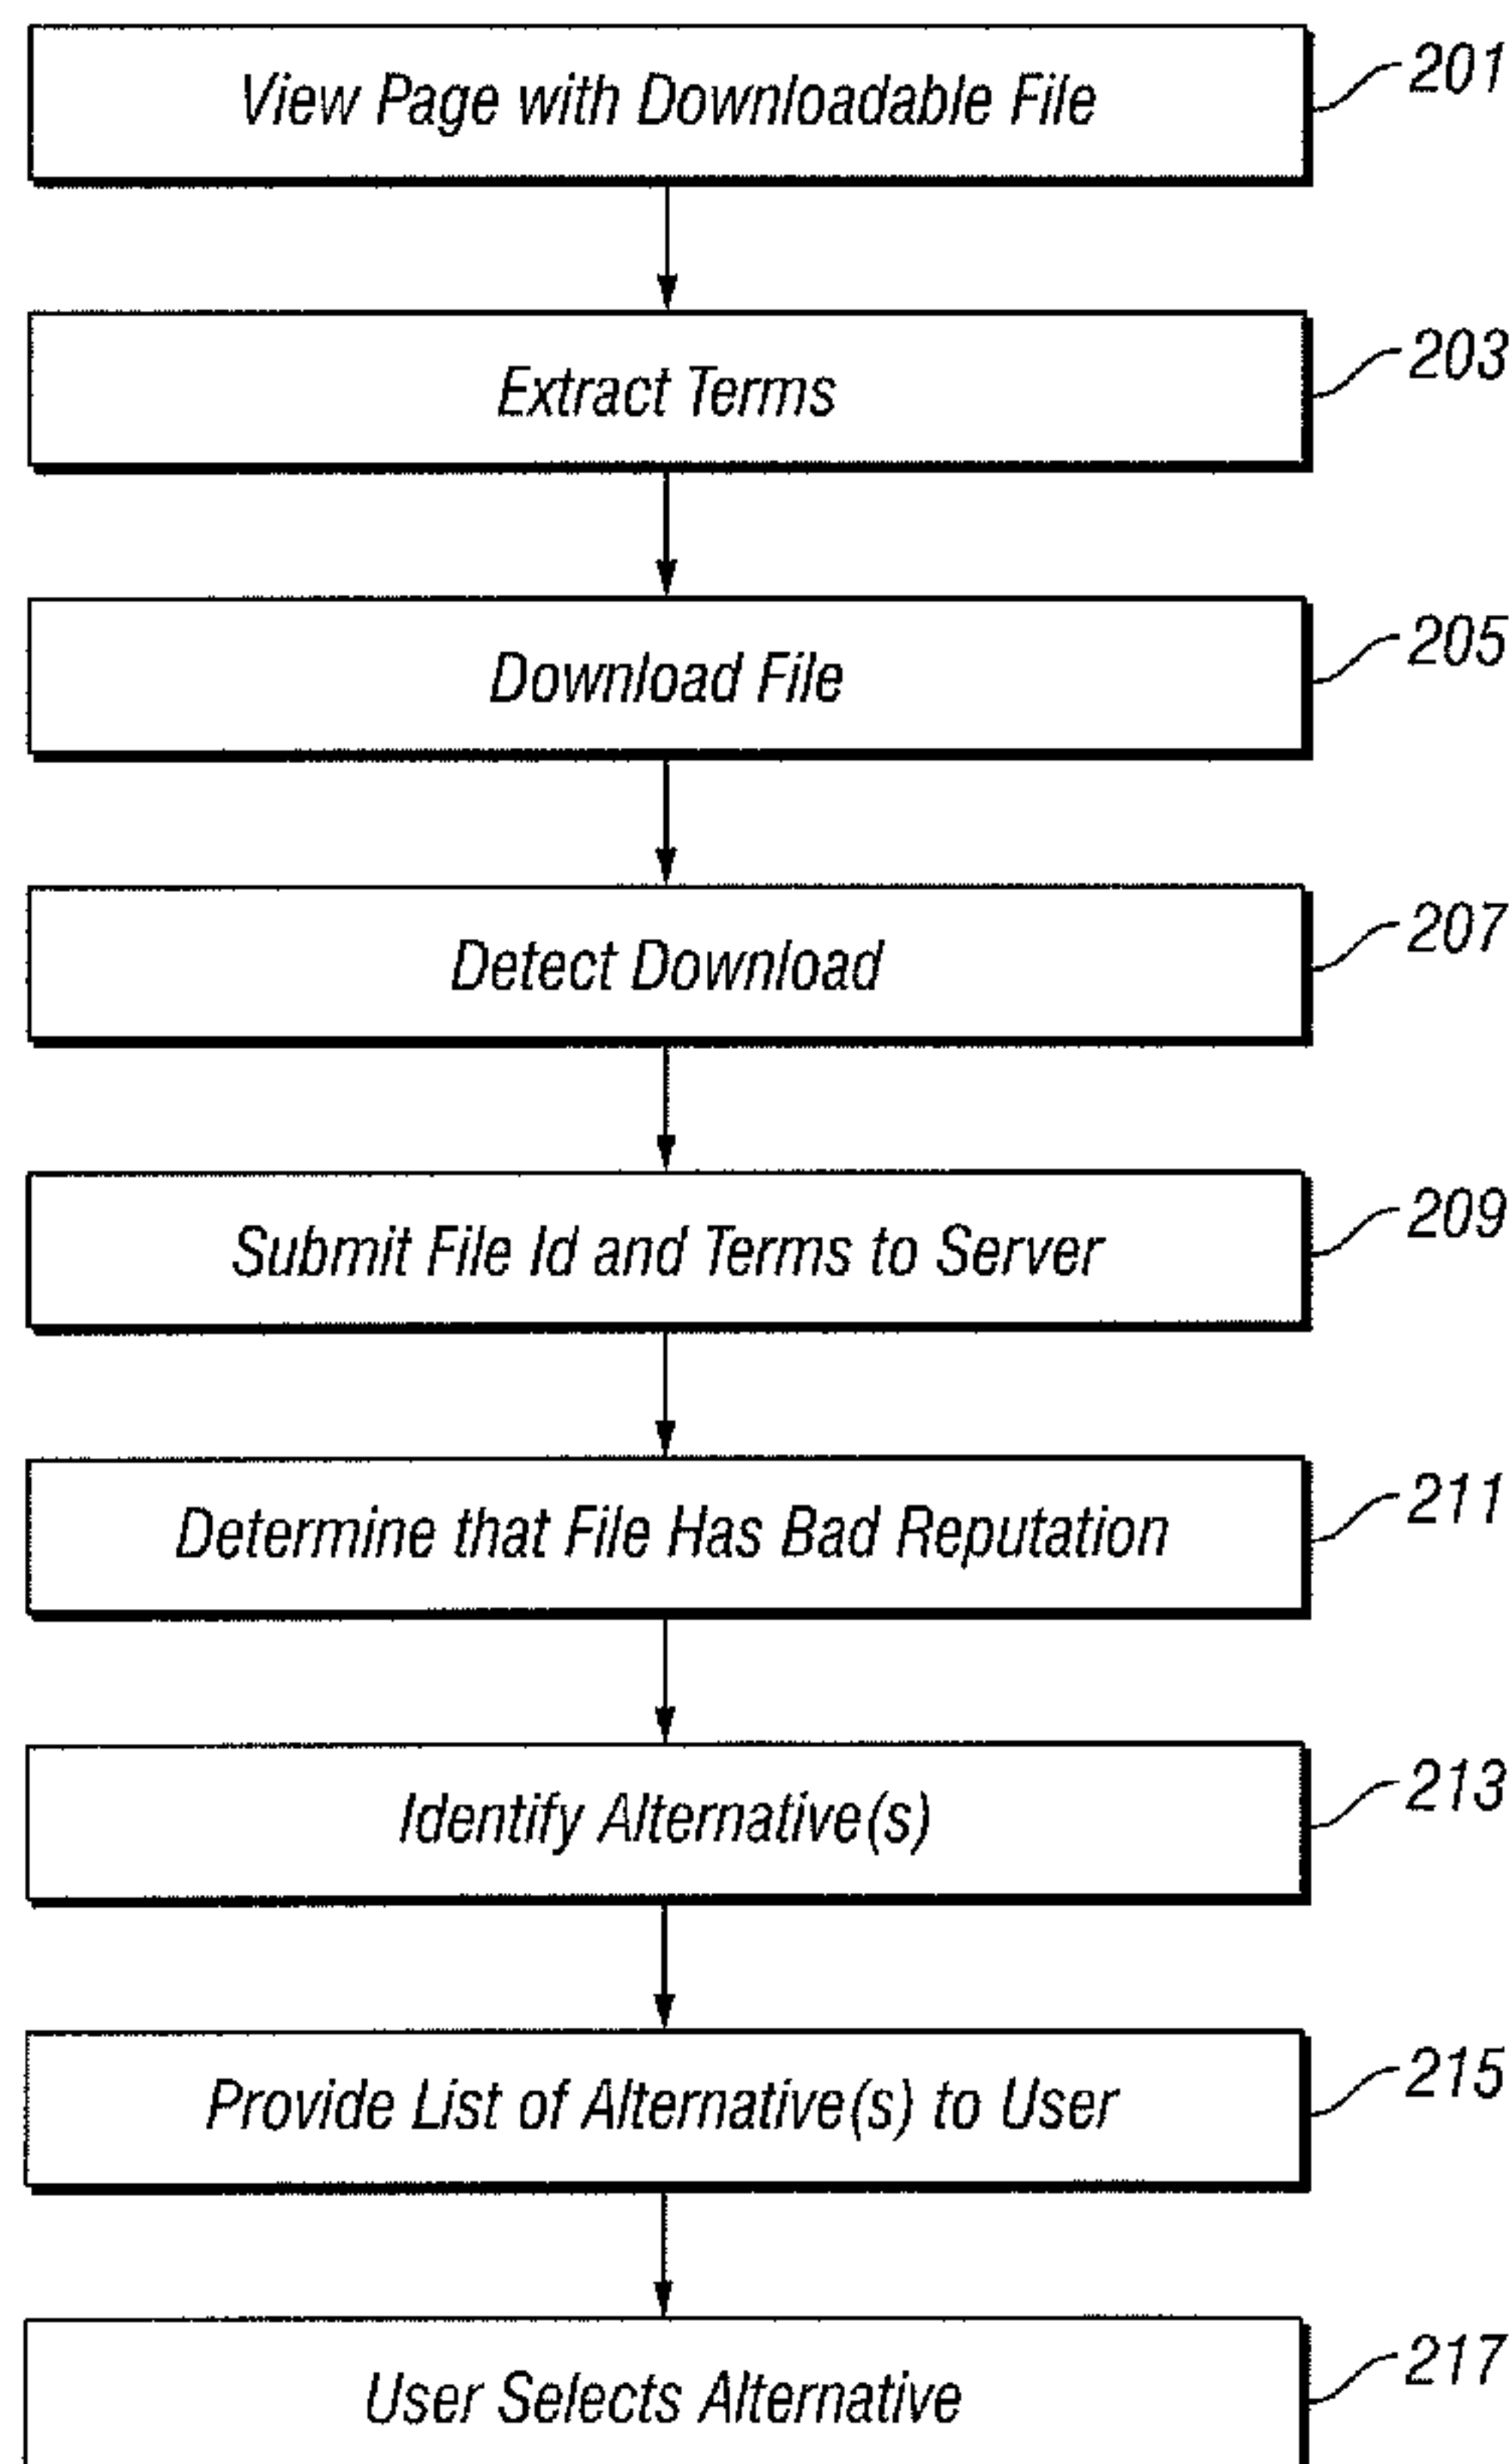 View Page with Downloadable File 201
Extract Terms 203
Download File 205
Detect Download 207
Submit File Id and Terms to Server 209
Determine that File Has Bad Reputation 211
Identify Alternative(s) 213
Provide List of Alternative(s) to User 215
User Selects Alternative 217